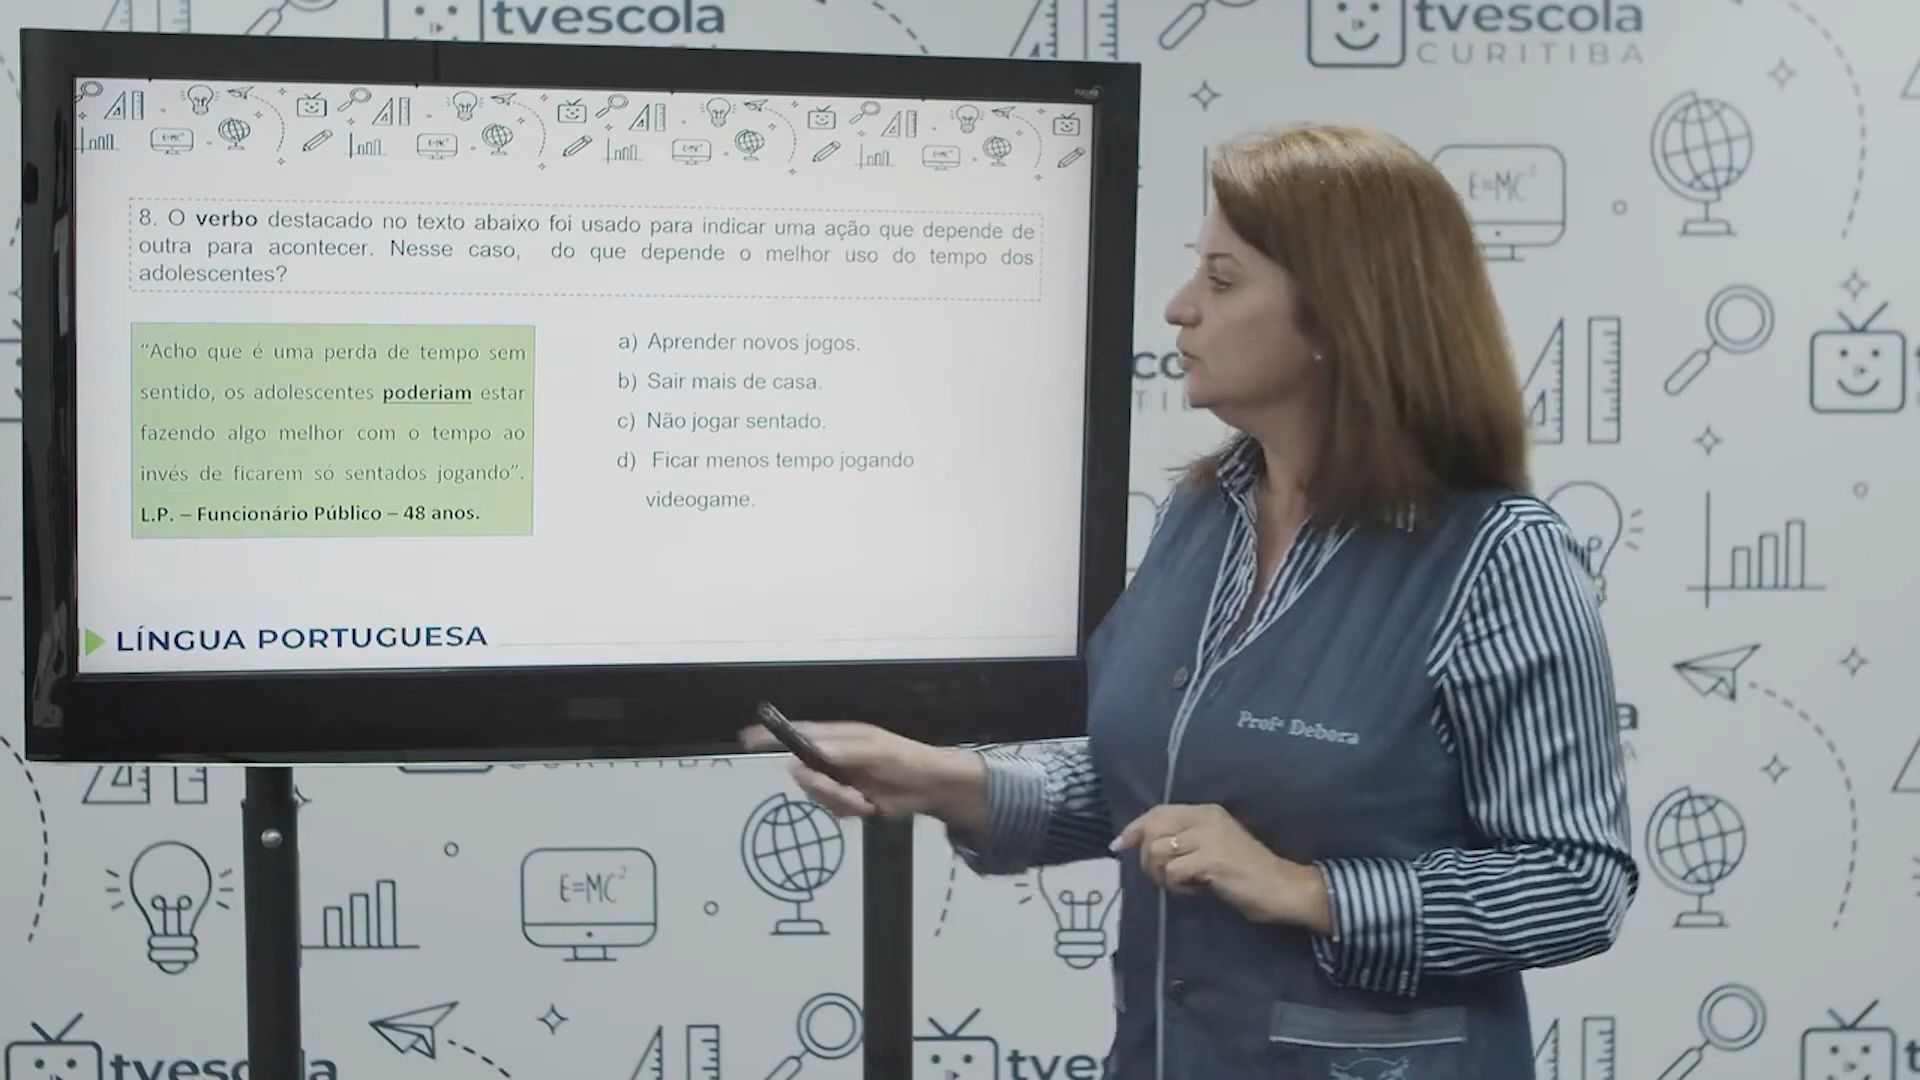 tvescola
tvescola
CURITIBA
E=MC²
8. O verbo destacado no texto abaixo foi usado para indicar uma ação que depende de
outra para acontecer. Nesse caso, do que depende o melhor uso do tempo dos
adolescentes?
“Acho que é uma perda de tempo sem
sentido, os adolescentes poderiam estar
fazendo algo melhor com o tempo ao
invés de ficarem só sentados jogando”.
L.P. – Funcionário Público – 48 anos.
a) Aprender novos jogos.
b) Sair mais de casa.
c) Não jogar sentado.
d) Ficar menos tempo jogando
videogame.
LÍNGUA PORTUGUESA
Profª Debora
E=MC²
tvescola